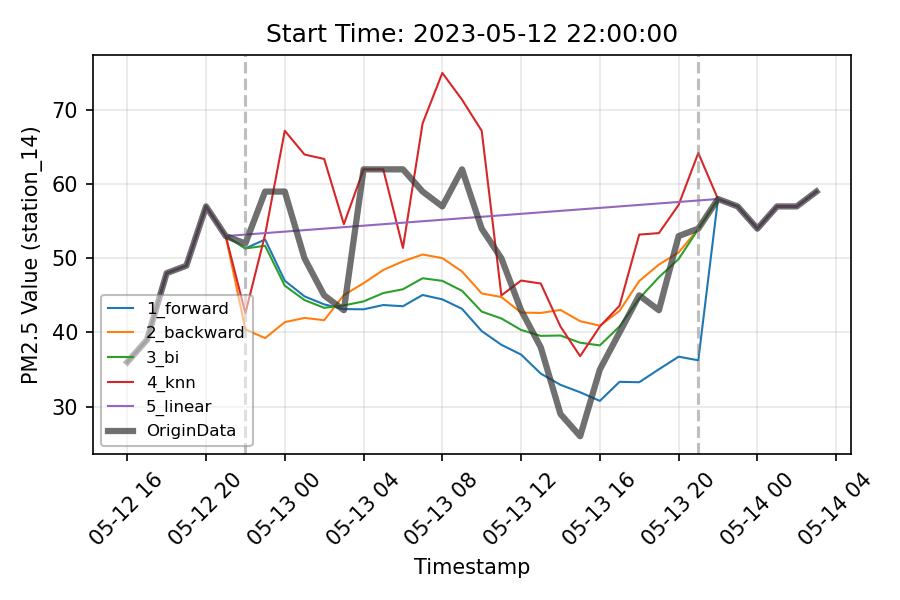 Start Time: 2023-05-12 22:00:00
PM2.5 Value (station_14)
70
60
50
40
30
1_forward
2_backward
3_bi
4_knn
5_linear
OriginData
05-12 16
05-12 20
05-13 00
05-13 04
05-13 08
05-13 12
05-13 16
05-13 20
05-14 00
05-14 04
Timestamp